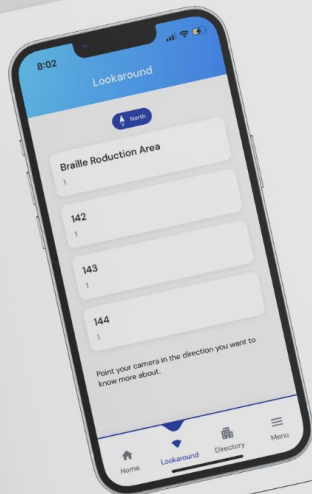 8:02
Lookaround
North
Braille Roduction Area
1
142
1
143
1
144
1
Point your camera in the direction you want to
know more about.
Home
Lookaround
Directory
Menu